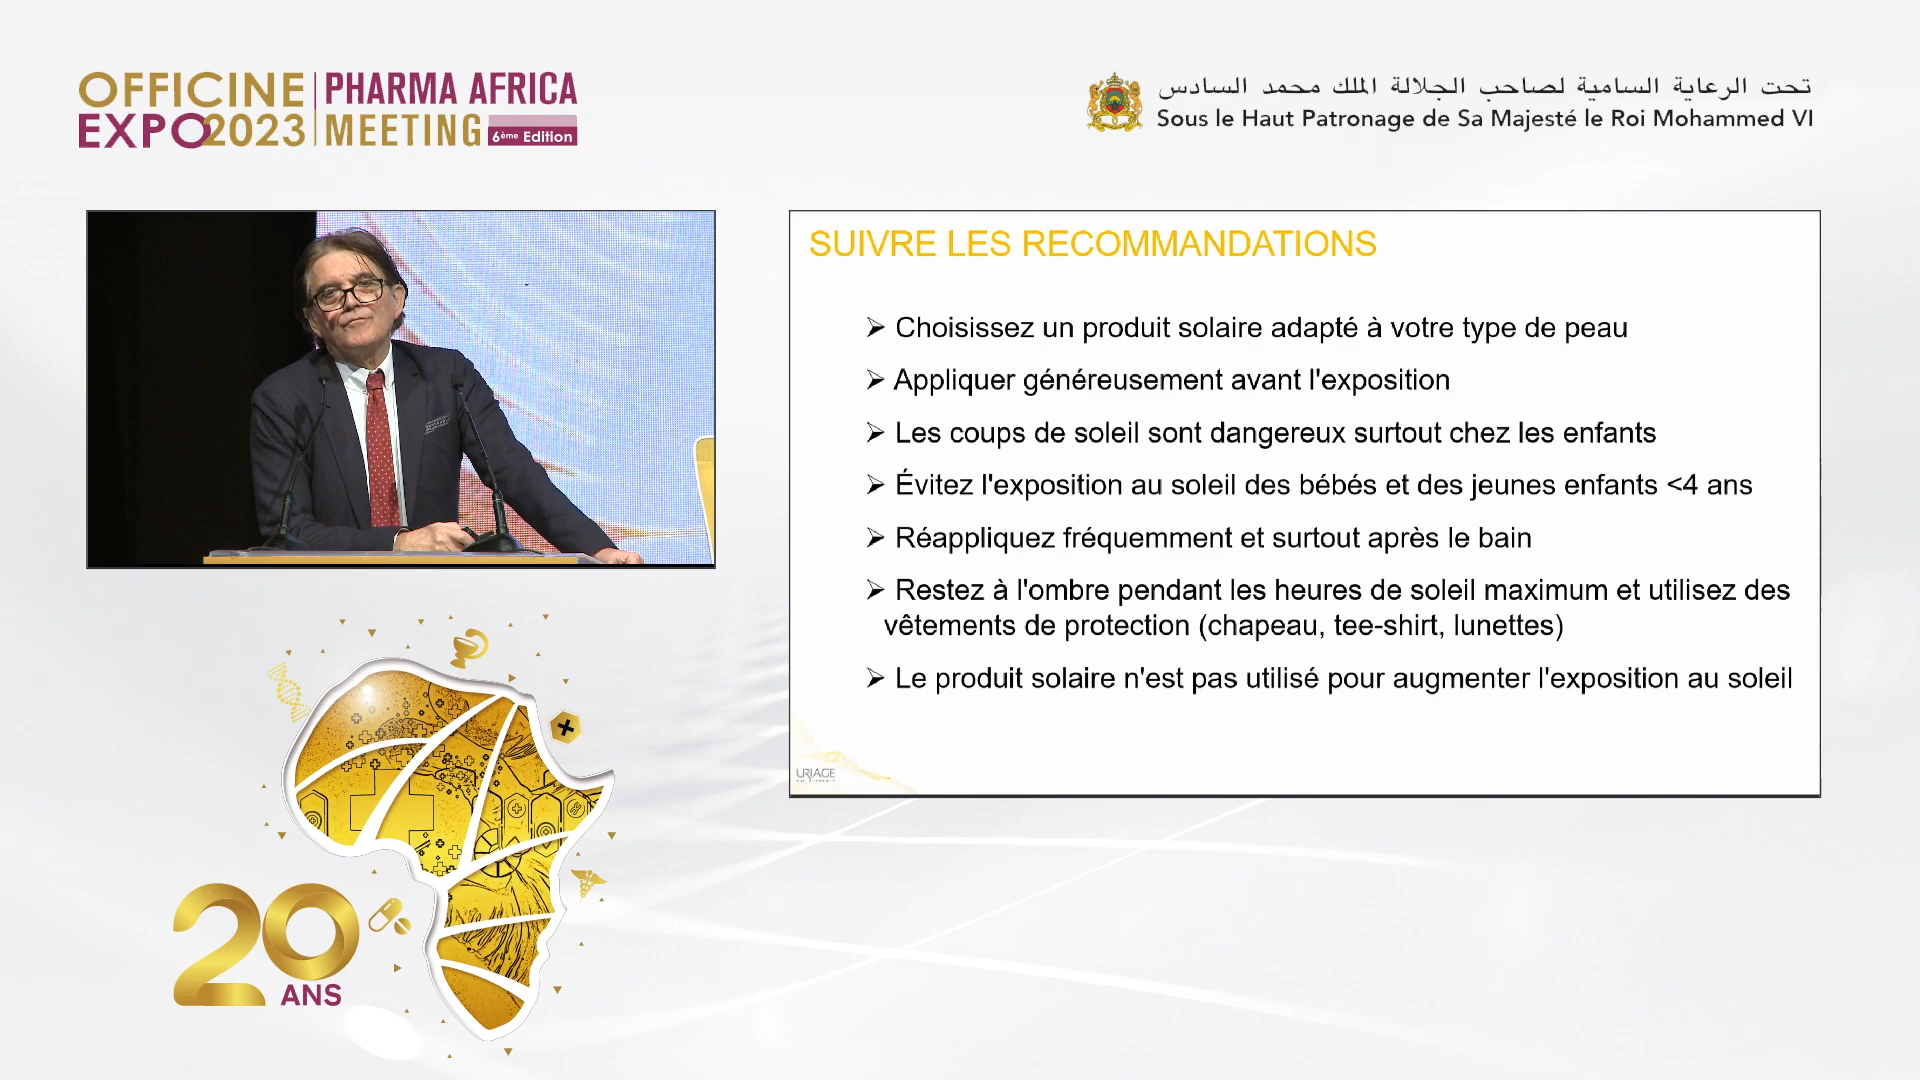 OFFICINE
EXPO2023
PHARMA AFRICA
MEETING
6ème Edition
تحت الرعاية السامية لصاحب الجلالة الملك محمد السادس
Sous le Haut Patronage de Sa Majesté le Roi Mohammed VI
SUIVRE LES RECOMMANDATIONS
➢ Choisissez un produit solaire adapté à votre type de peau
➢ Appliquer généreusement avant l'exposition
➢ Les coups de soleil sont dangereux surtout chez les enfants
➢ Évitez l'exposition au soleil des bébés et des jeunes enfants <4 ans
➢ Réappliquez fréquemment et surtout après le bain
➢ Restez à l'ombre pendant les heures de soleil maximum et utilisez des
vêtements de protection (chapeau, tee-shirt, lunettes)
➢ Le produit solaire n'est pas utilisé pour augmenter l'exposition au soleil
URIAGE
20
ANS